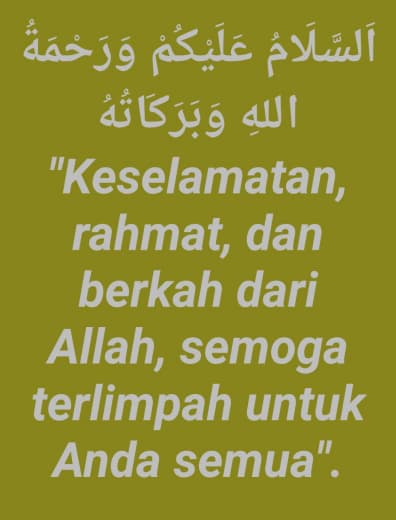 اَلسَّلَامُ عَلَيْكُمْ وَرَحْمَةُ
اللهِ وَبَرَكَاتُهُ
"Keselamatan,
rahmat, dan
berkah dari
Allah, semoga
terlimpah untuk
Anda semua".